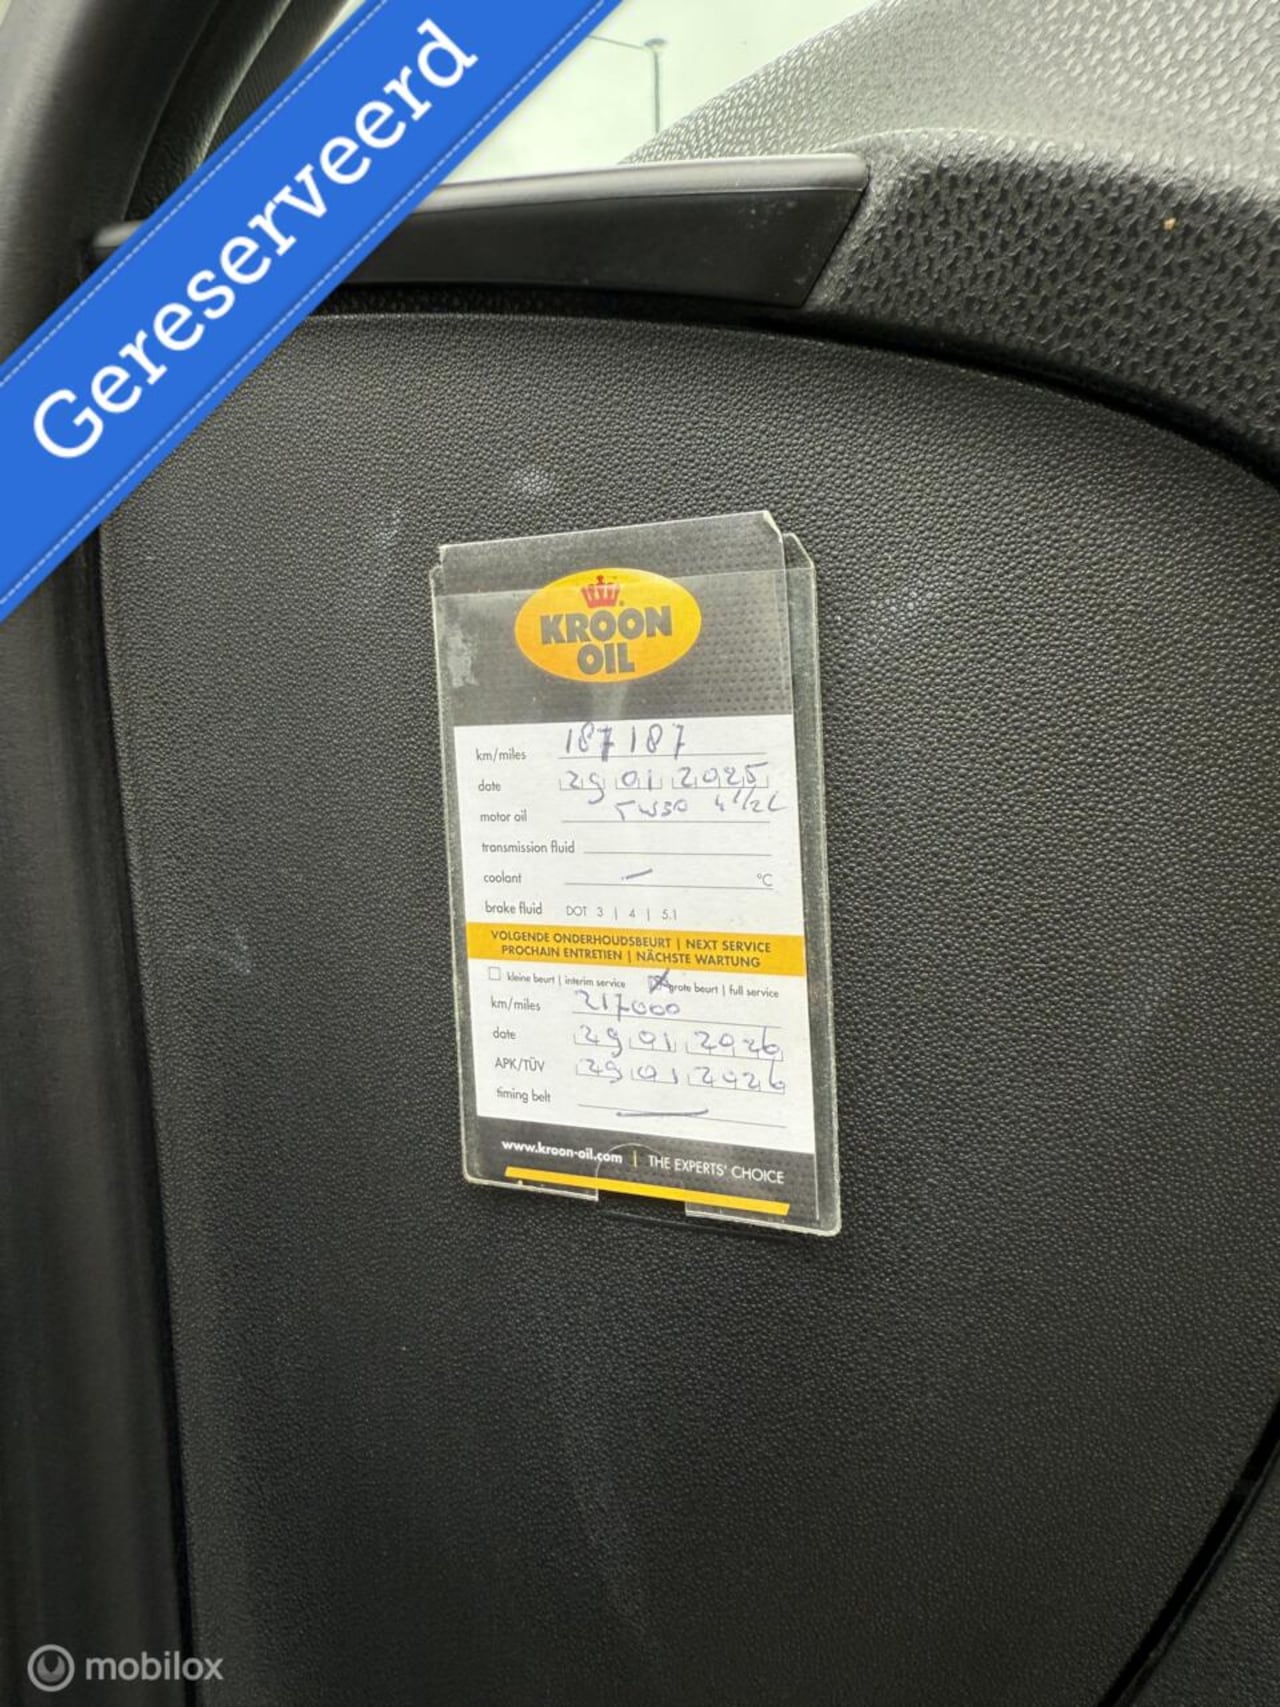 Gereserveerd
KROON
OIL
km/miles 187187
date 29 01 2025
motor oil 5W30 4 1/2 L
transmission fluid
coolant — °C
brake fluid DOT 3 | 4 | 5.1
VOLGENDE ONDERHOUDSBEURT | NEXT SERVICE
PROCHAIN ENTRETIEN | NÄCHSTE WARTUNG
kleine beurt | interim service grote beurt | full service
km/miles 217000
date 29 01 2026
APK/TÜV 29 01 2026
timing belt —
www.kroon-oil.com | THE EXPERTS' CHOICE
mobilox